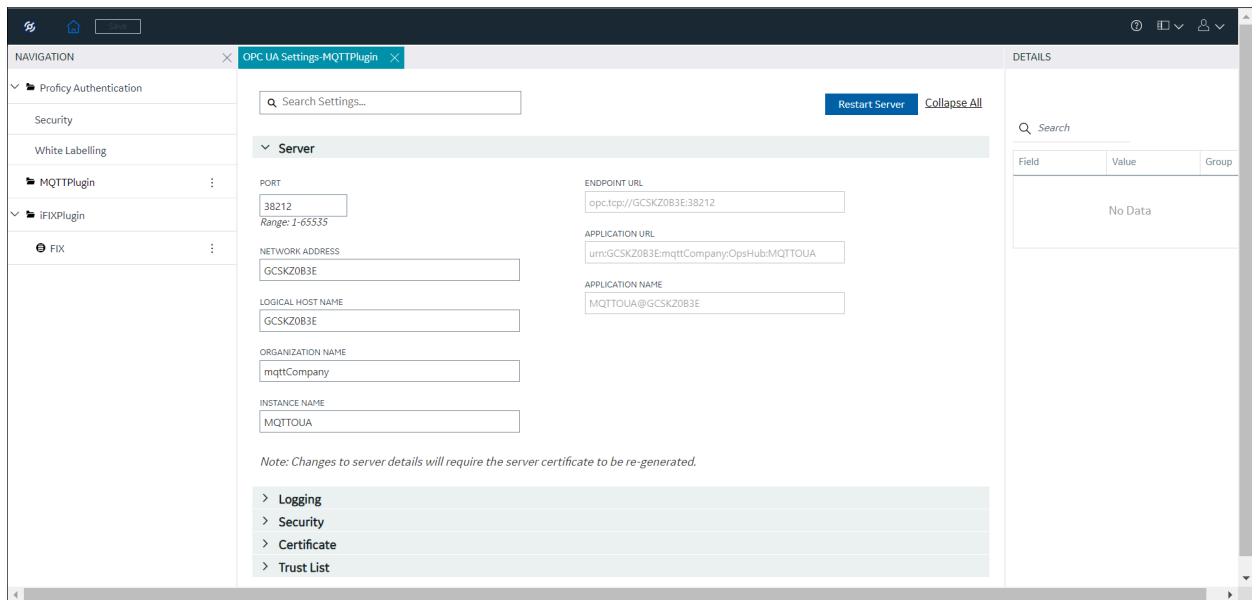 Save
NAVIGATION
OPC UA Settings-MQTTPlugin
DETAILS
Proficy Authentication
Security
White Labelling
MQTTPlugin
iFIXPlugin
FIX
Search Settings...
Restart Server
Collapse All
Server
PORT
38212
Range: 1-65535
NETWORK ADDRESS
GCSKZ0B3E
LOGICAL HOST NAME
GCSKZ0B3E
ORGANIZATION NAME
mqttCompany
INSTANCE NAME
MQTTOUA
ENDPOINT URL
opc.tcp://GCSKZ0B3E:38212
APPLICATION URL
urn:GCSKZ0B3E:mqttCompany:OpsHub:MQTTOUA
APPLICATION NAME
MQTTOUA@GCSKZ0B3E
Note: Changes to server details will require the server certificate to be re-generated.
Logging
Security
Certificate
Trust List
Search
Field Value Group
No Data